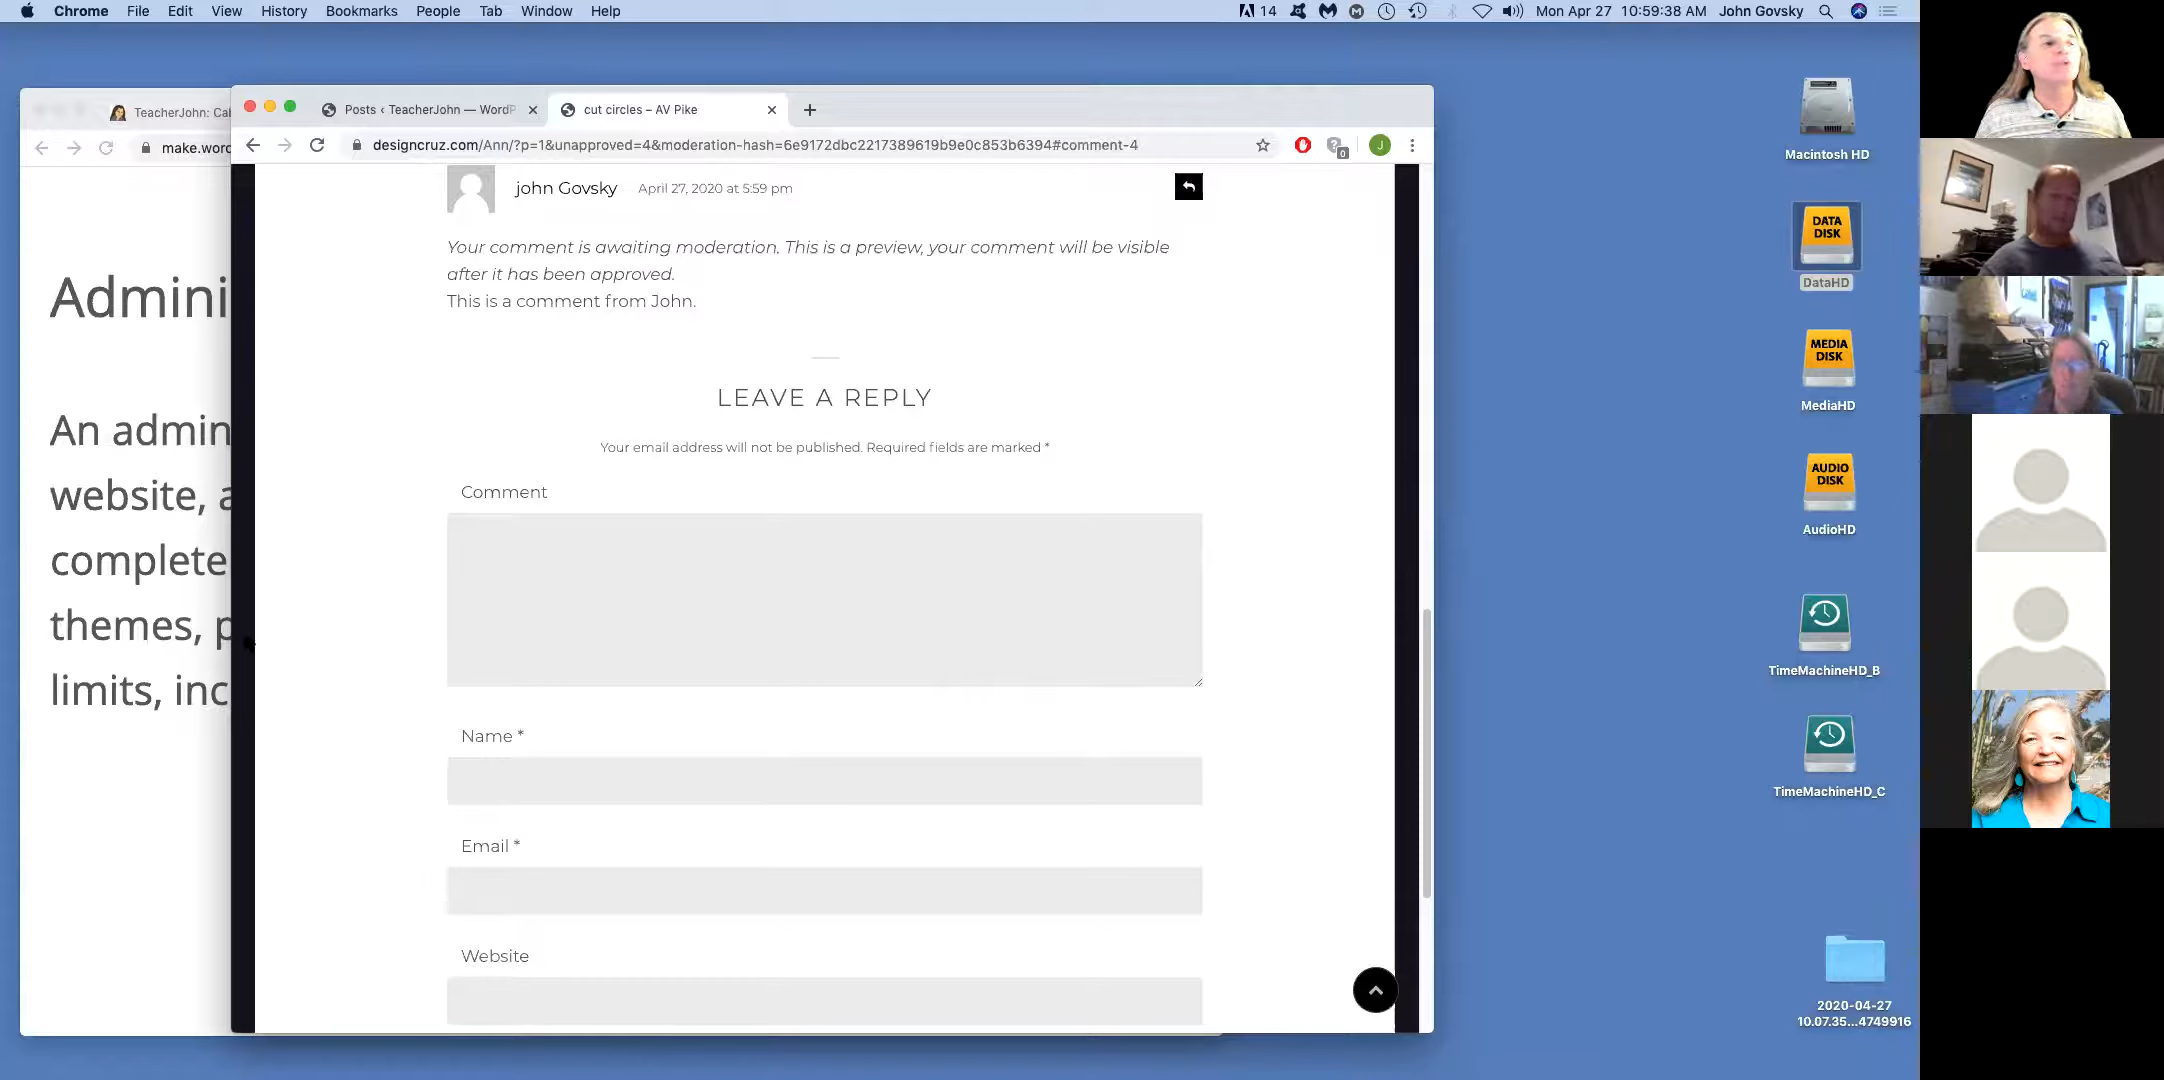 Chrome File Edit View History Bookmarks People Tab Window Help
14 Mon Apr 27 10:59:38 AM John Govsky
TeacherJohn: Cal
Posts ‹ TeacherJohn — WordP
cut circles – AV Pike
make.word
designcruz.com/Ann/?p=1&unapproved=4&moderation-hash=6e9172dbc2217389619b9e0c853b6394#comment-4
0
J
john Govsky April 27, 2020 at 5:59 pm
Your comment is awaiting moderation. This is a preview, your comment will be visible
after it has been approved.
This is a comment from John.
LEAVE A REPLY
Your email address will not be published. Required fields are marked *
Comment
Name *
Email *
Website
Admini
An admin
website, a
complete
themes, p
limits, inc
Macintosh HD
DATA
DISK
DataHD
MEDIA
DISK
MediaHD
AUDIO
DISK
AudioHD
TimeMachineHD_B
TimeMachineHD_C
2020-04-27
10.07.35...4749916